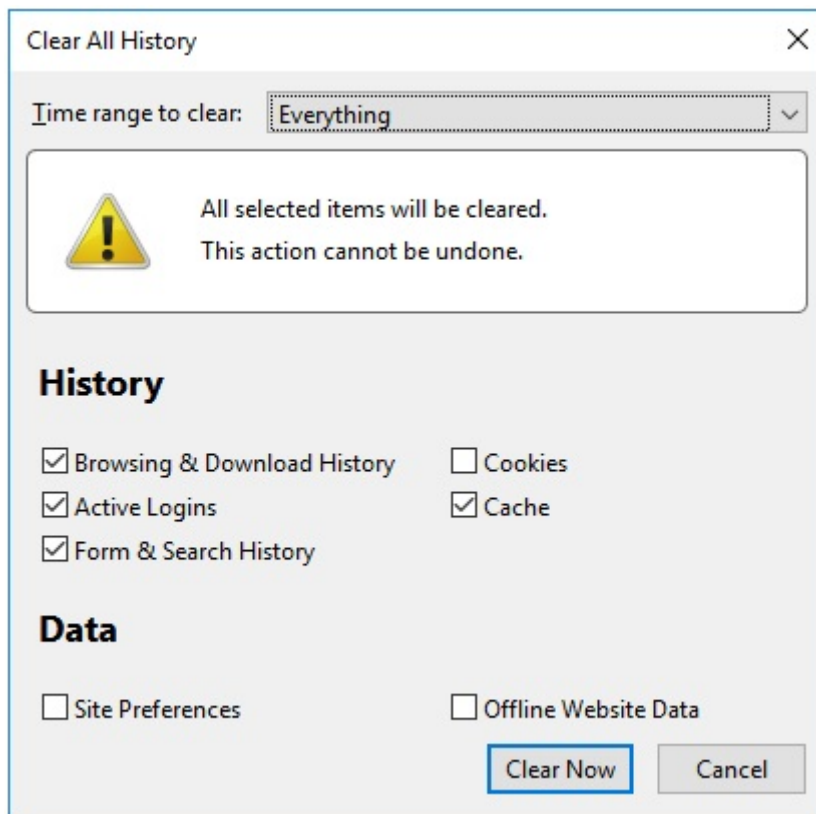 Clear All History
Time range to clear: Everything
All selected items will be cleared.
This action cannot be undone.
History
Browsing & Download History Cookies
Active Logins Cache
Form & Search History
Data
Site Preferences Offline Website Data
Clear Now Cancel